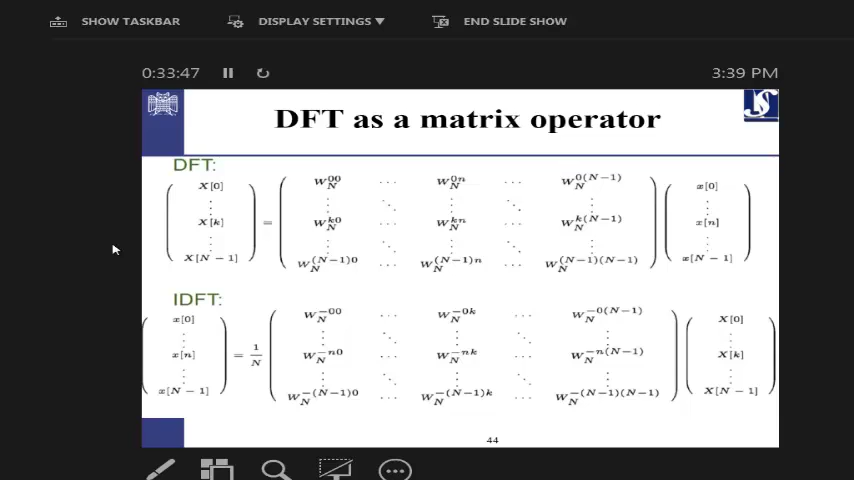 SHOW TASKBAR DISPLAY SETTINGS ▼ END SLIDE SHOW
0:33:47 3:39 PM
DFT as a matrix operator
DFT:
X[0] W_N^{00} ... W_N^{0n} ... W_N^{0(N−1)} x[0]
X[k] = W_N^{k0} W_N^{kn} W_N^{k(N−1)} x[n]
X[N − 1] W_N^{(N−1)0} ... W_N^{(N−1)n} ... W_N^{(N−1)(N−1)} x[N − 1]
IDFT:
x[0] W_N^{−00} ... W_N^{−0k} ... W_N^{−0(N−1)} X[0]
x[n] = 1/N W_N^{−n0} W_N^{−nk} W_N^{−n(N−1)} X[k]
x[N − 1] W_N^{−(N−1)0} ... W_N^{−(N−1)k} ... W_N^{−(N−1)(N−1)} X[N − 1]
44